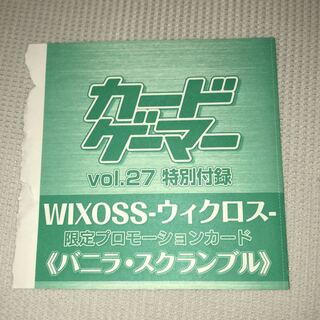 カード
ゲーマー
vol.27 特別付録
WIXOSS-ウィクロス-
限定プロモーションカード
《バニラ・スクランブル》